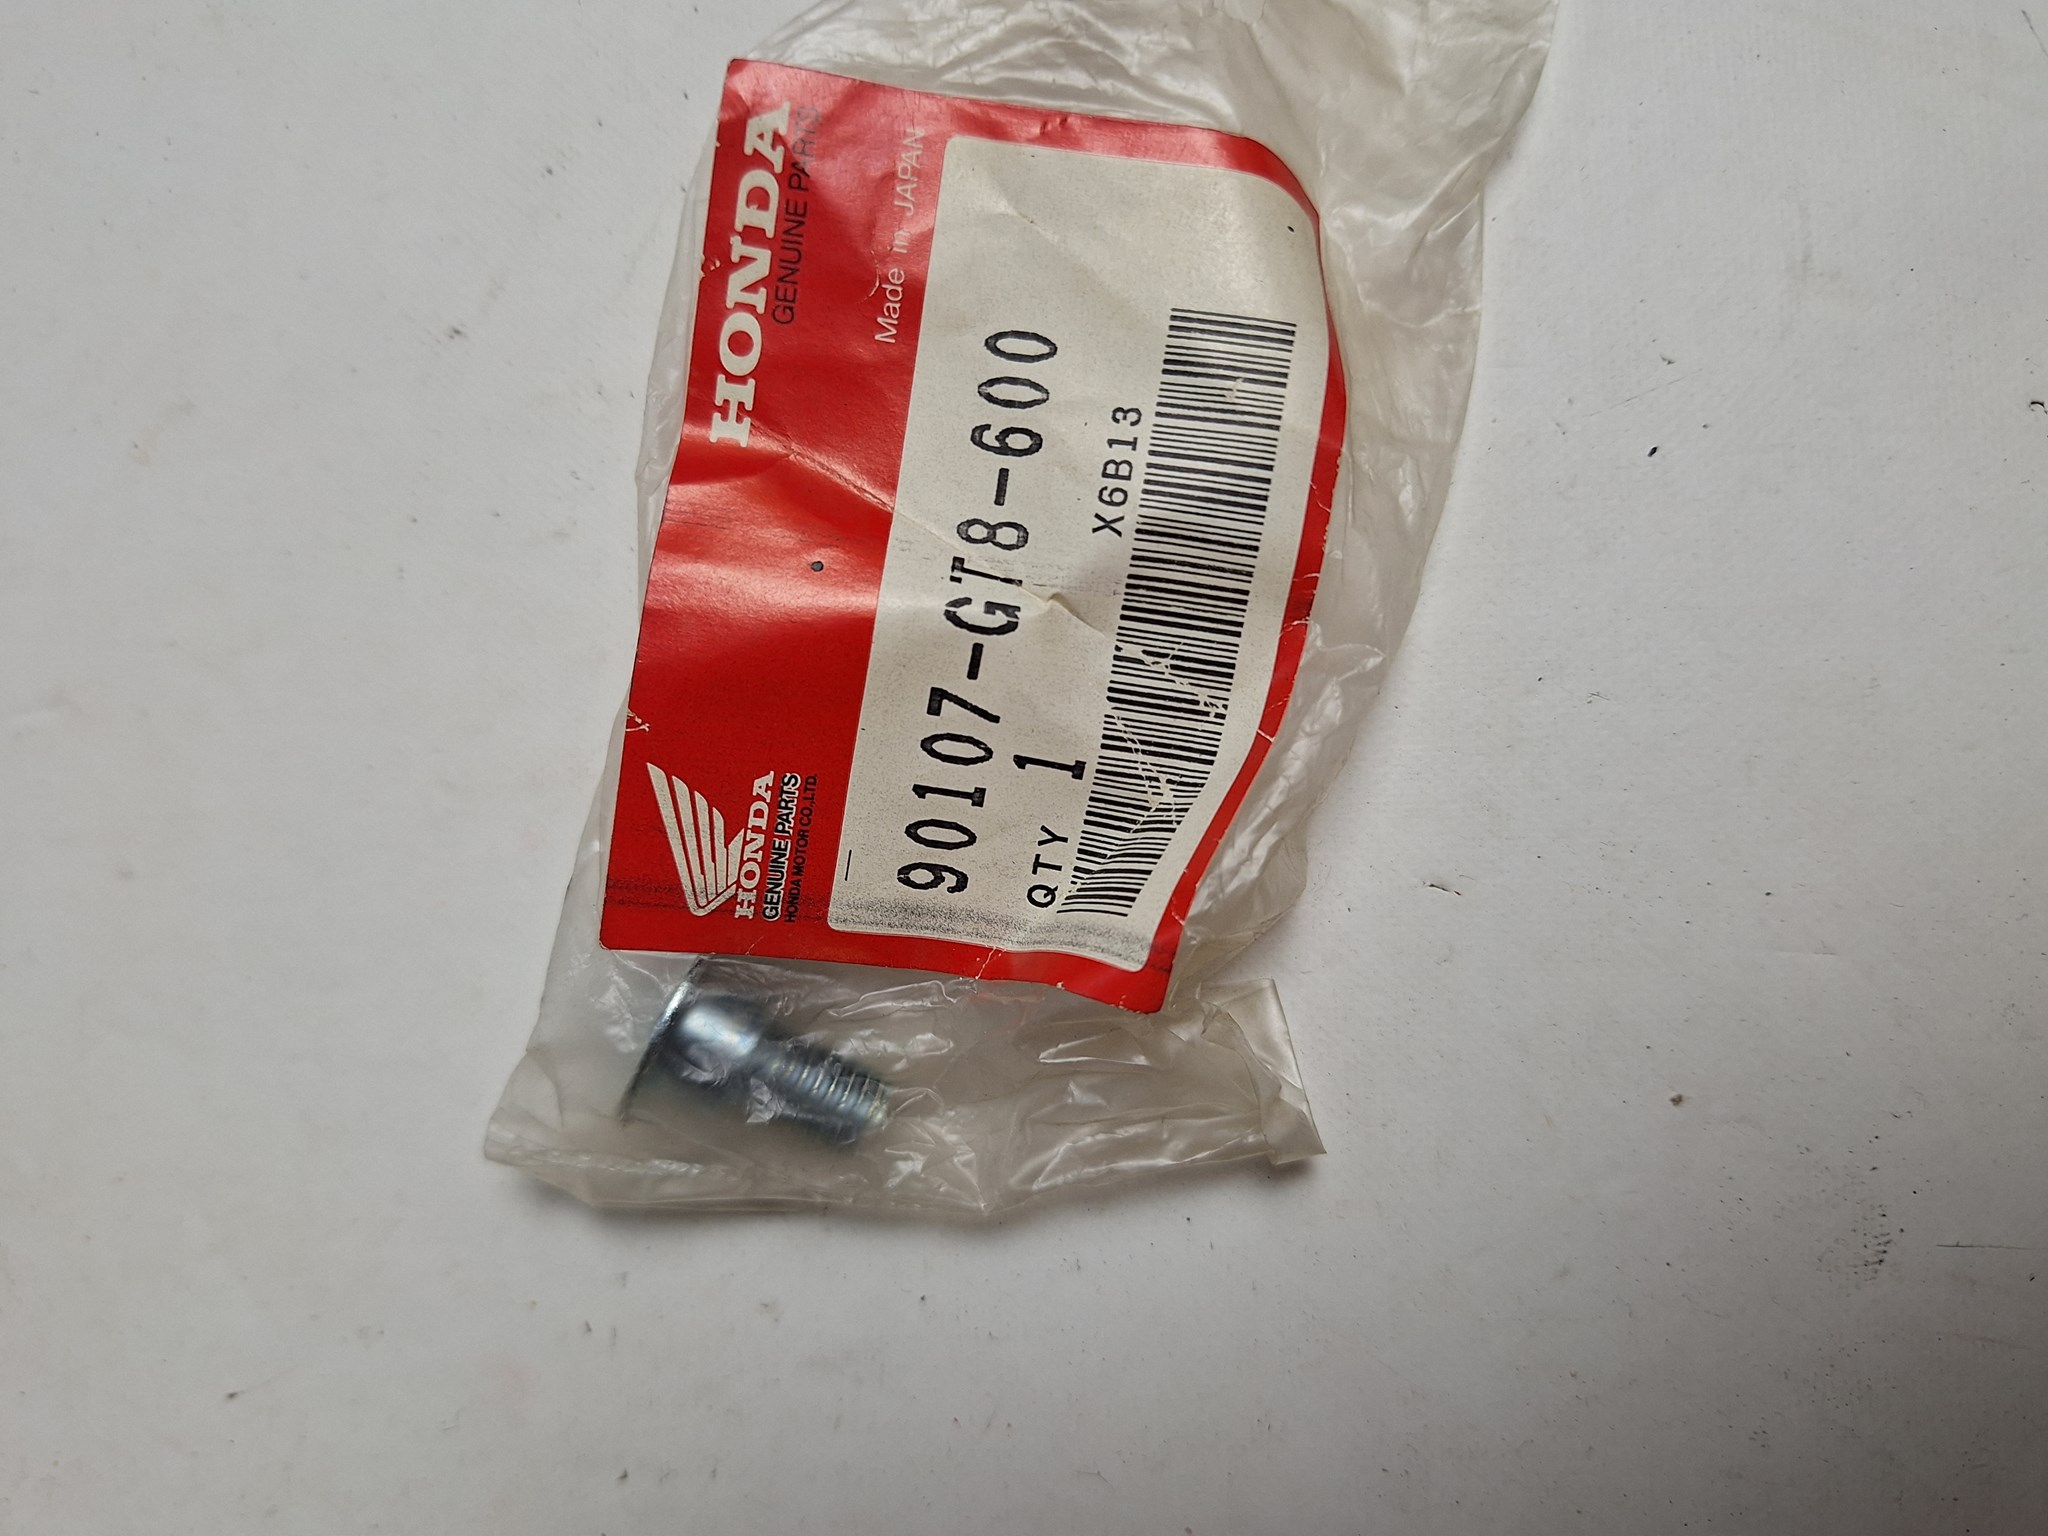 HONDA
GENUINE PARTS
HONDA MOTOR CO.,LTD.
HONDA
GENUINE PARTS
Made in JAPAN
90107-GT8-600
QTY 1
X6B13